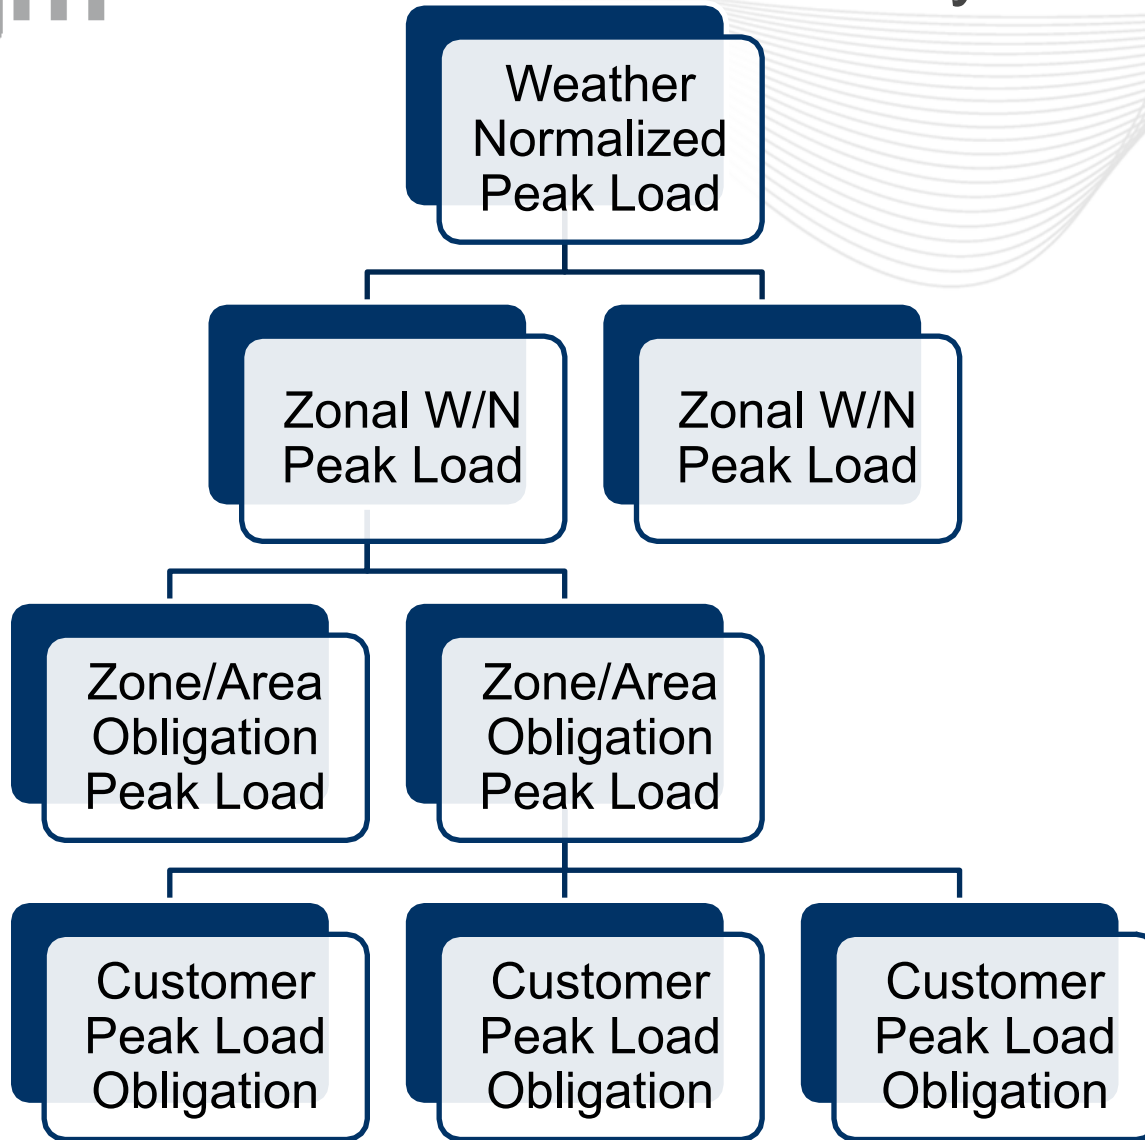 Weather
Normalized
Peak Load
Zonal W/N
Peak Load
Zonal W/N
Peak Load
Zone/Area
Obligation
Peak Load
Zone/Area
Obligation
Peak Load
Customer
Peak Load
Obligation
Customer
Peak Load
Obligation
Customer
Peak Load
Obligation